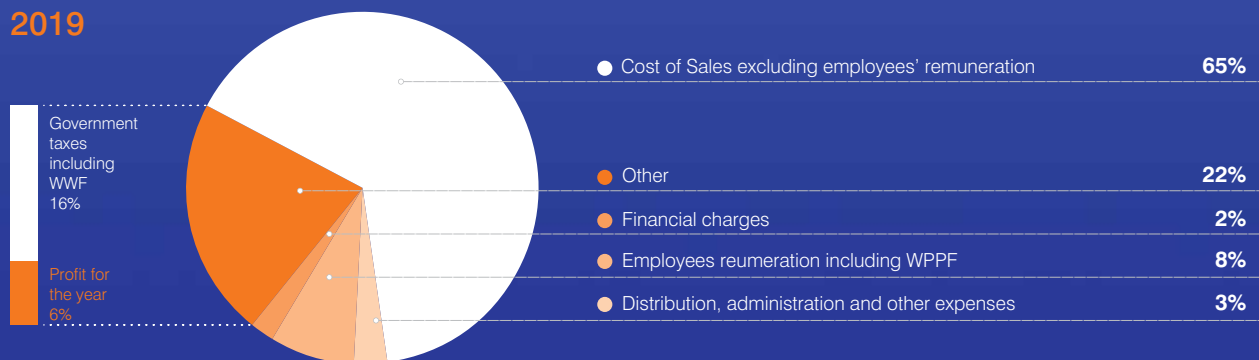 2019
Government
taxes
including
WWF
16%
Profit for
the year
6%
Cost of Sales excluding employees’ remuneration 65%
Other 22%
Financial charges 2%
Employees reumeration including WPPF 8%
Distribution, administration and other expenses 3%